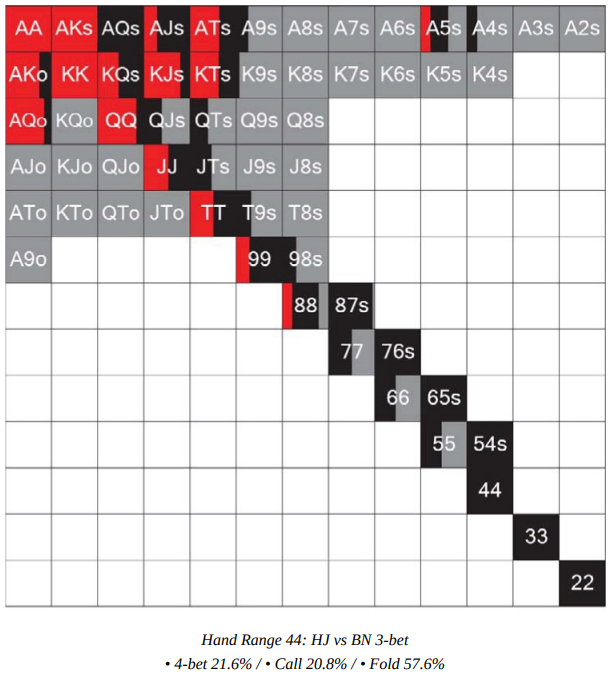 AA AKs AQs AJs ATs A9s A8s A7s A6s A5s A4s A3s A2s
AKo KK KQs KJs KTs K9s K8s K7s K6s K5s K4s
AQo KQo QQ QJs QTs Q9s Q8s
AJo KJo QJo JJ JTs J9s J8s
ATo KTo QTo JTo TT T9s T8s
A9o 99 98s
88 87s
77 76s
66 65s
55 54s
44
33
22
Hand Range 44: HJ vs BN 3-bet
• 4-bet 21.6% / • Call 20.8% / • Fold 57.6%